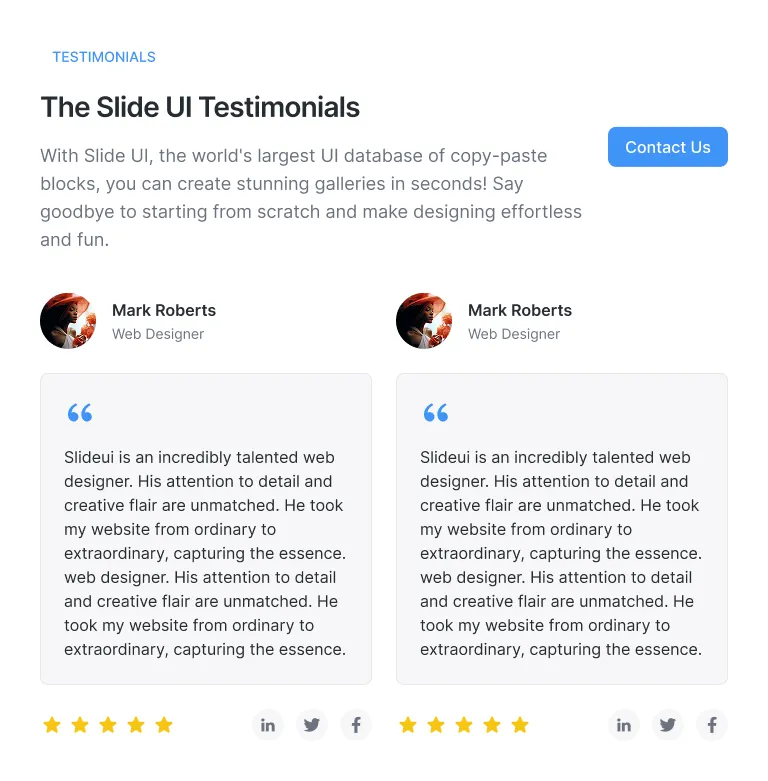 TESTIMONIALS
The Slide UI Testimonials
With Slide UI, the world's largest UI database of copy-paste
blocks, you can create stunning galleries in seconds! Say
goodbye to starting from scratch and make designing effortless
and fun.
Contact Us
Mark Roberts
Web Designer
“
Slideui is an incredibly talented web
designer. His attention to detail and
creative flair are unmatched. He took
my website from ordinary to
extraordinary, capturing the essence.
web designer. His attention to detail
and creative flair are unmatched. He
took my website from ordinary to
extraordinary, capturing the essence.
in
f
Mark Roberts
Web Designer
“
Slideui is an incredibly talented web
designer. His attention to detail and
creative flair are unmatched. He took
my website from ordinary to
extraordinary, capturing the essence.
web designer. His attention to detail
and creative flair are unmatched. He
took my website from ordinary to
extraordinary, capturing the essence.
in
f